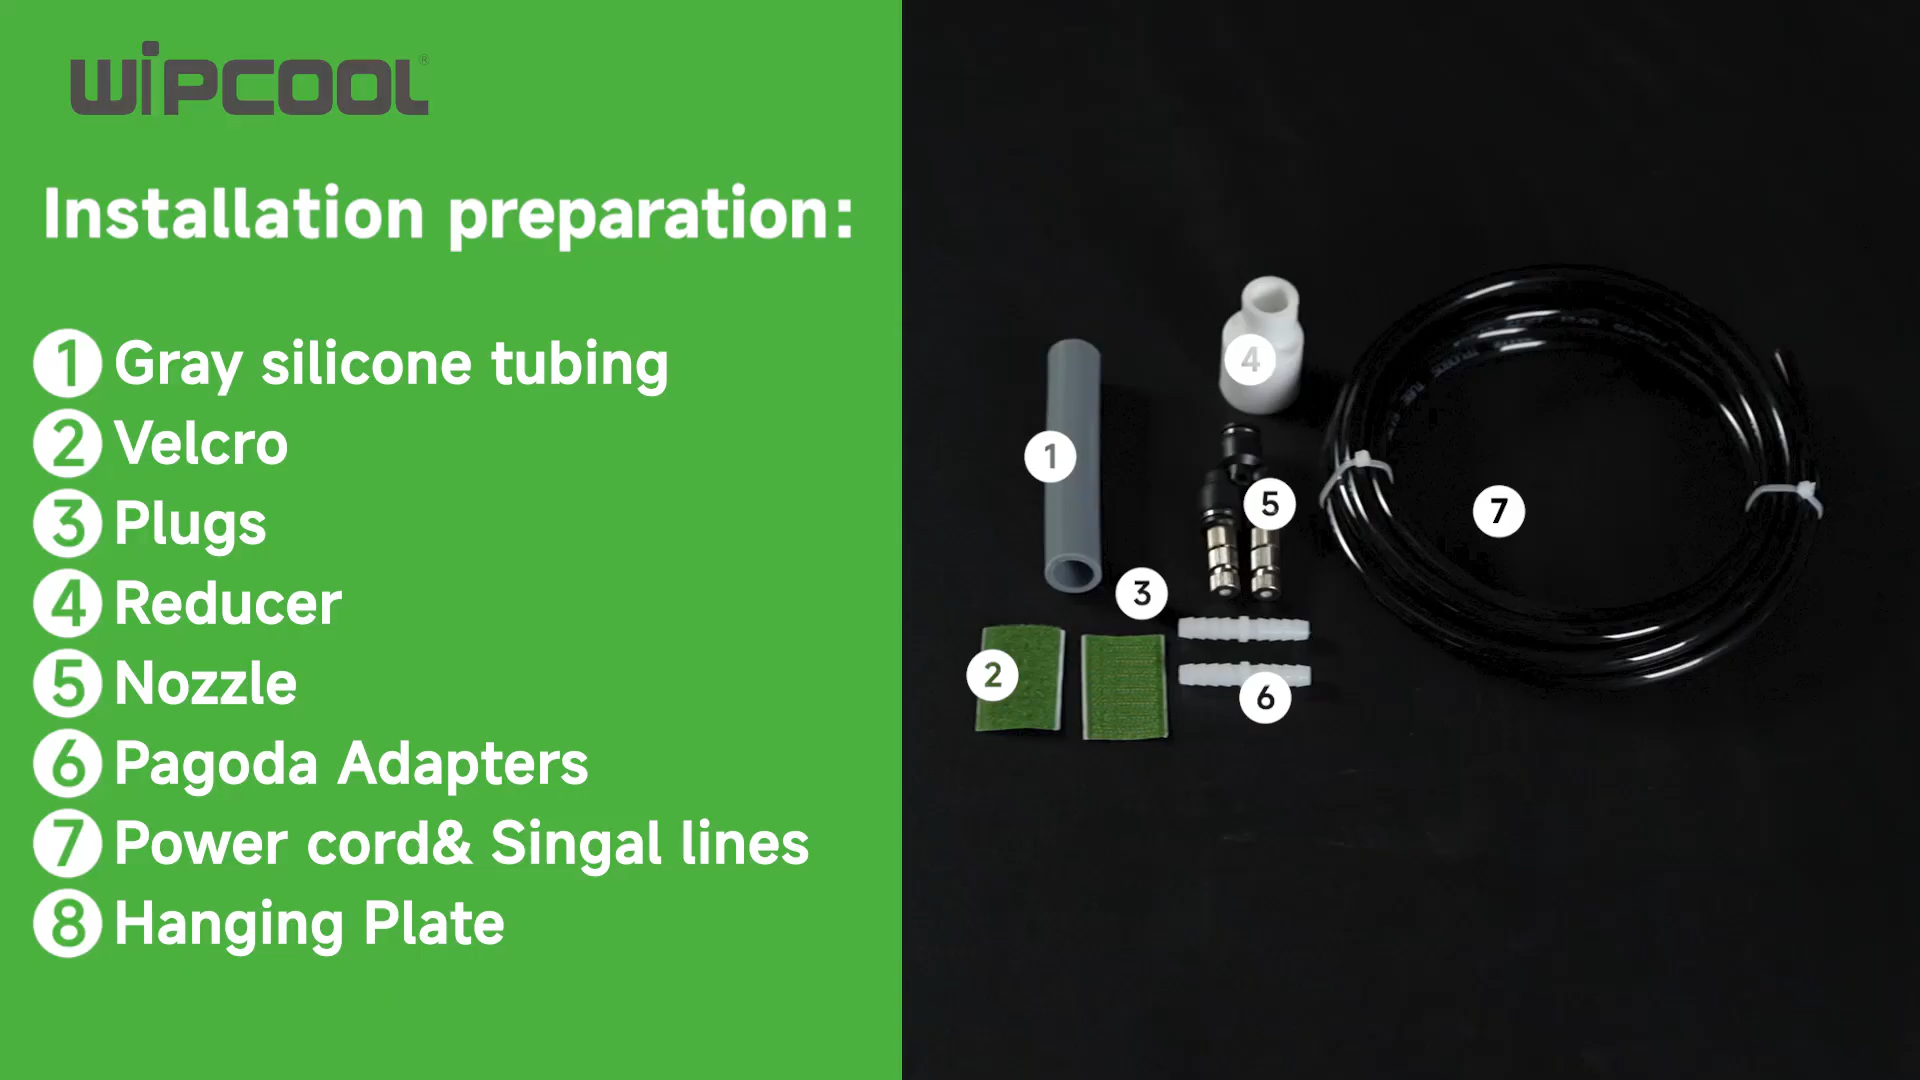 WIPCOOL®
Installation preparation:
1 Gray silicone tubing
2 Velcro
3 Plugs
4 Reducer
5 Nozzle
6 Pagoda Adapters
7 Power cord& Singal lines
8 Hanging Plate
4
1
5
7
3
2
6